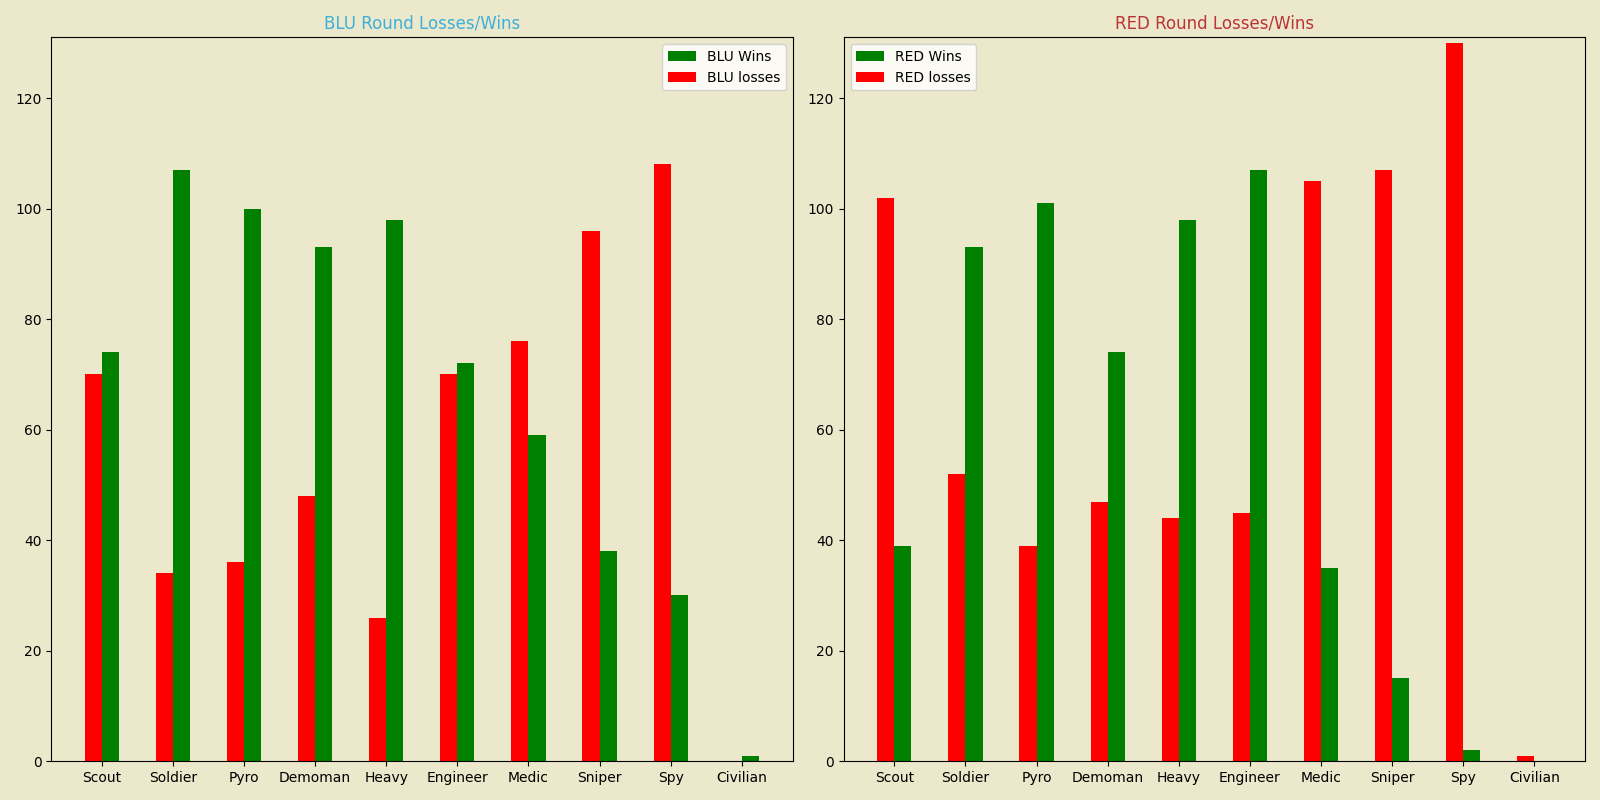 BLU Round Losses/Wins
BLU Wins
BLU losses
120
100
80
60
40
20
0
Scout Soldier Pyro Demoman Heavy Engineer Medic Sniper Spy Civilian
RED Round Losses/Wins
RED Wins
RED losses
120
100
80
60
40
20
0
Scout Soldier Pyro Demoman Heavy Engineer Medic Sniper Spy Civilian